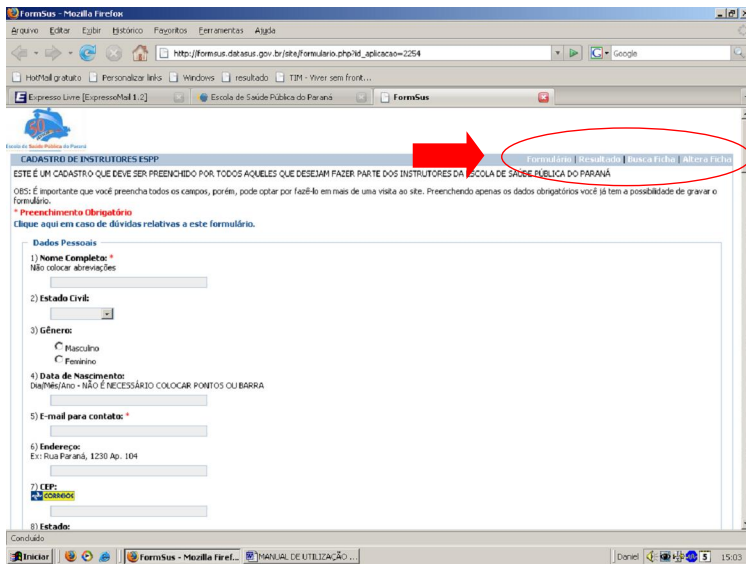 FormSus - Mozilla Firefox
Arquivo Editar Exibir Histórico Favoritos Ferramentas Ajuda
http://formsus.datasus.gov.br/site/formulario.php?id_aplicacao=2254
Google
HotMail gratuito Personalizar links Windows resultado TIM - Viver sem front...
Expresso Livre [ExpressoMail 1.2] Escola de Saúde Pública do Paraná FormSus
Escola de Saúde Pública do Paraná
CADASTRO DE INSTRUTORES ESPP Formulário | Resultado | Busca Ficha | Altera Ficha
ESTE É UM CADASTRO QUE DEVE SER PREENCHIDO POR TODOS AQUELES QUE DESEJAM FAZER PARTE DOS INSTRUTORES DA ESCOLA DE SAÚDE PÚBLICA DO PARANÁ
OBS: É importante que você preencha todos os campos, porém, pode optar por fazê-lo em mais de uma visita ao site. Preenchendo apenas os dados obrigatórios você já tem a possibilidade de gravar o
formulário.
* Preenchimento Obrigatório
Clique aqui em caso de dúvidas relativas a este formulário.
Dados Pessoais
1) Nome Completo: *
Não colocar abreviações
2) Estado Civil:
3) Gênero:
Masculino
Feminino
4) Data de Nascimento:
Dia/Mês/Ano - NÃO É NECESSÁRIO COLOCAR PONTOS OU BARRA
5) E-mail para contato: *
6) Endereço:
Ex: Rua Paraná, 1230 Ap. 104
7) CEP:
CORREIOS
8) Estado:
Concluído
Iniciar FormSus - Mozilla Firef... MANUAL DE UTILIZAÇÃO ... Daniel 5 15:03